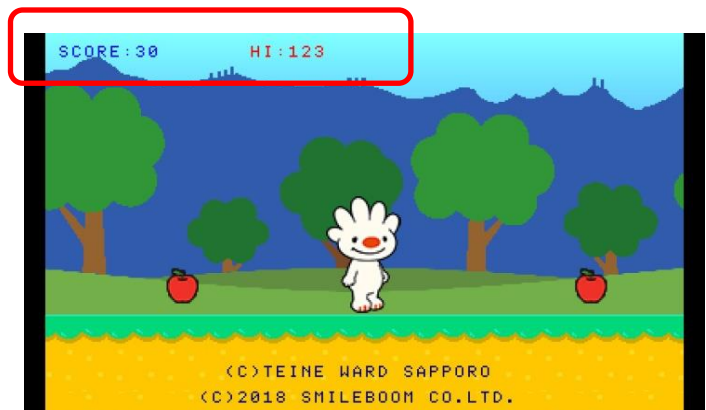 SCORE:30 HI:123
(C)TEINE WARD SAPPORO
(C)2018 SMILEBOOM CO.LTD.